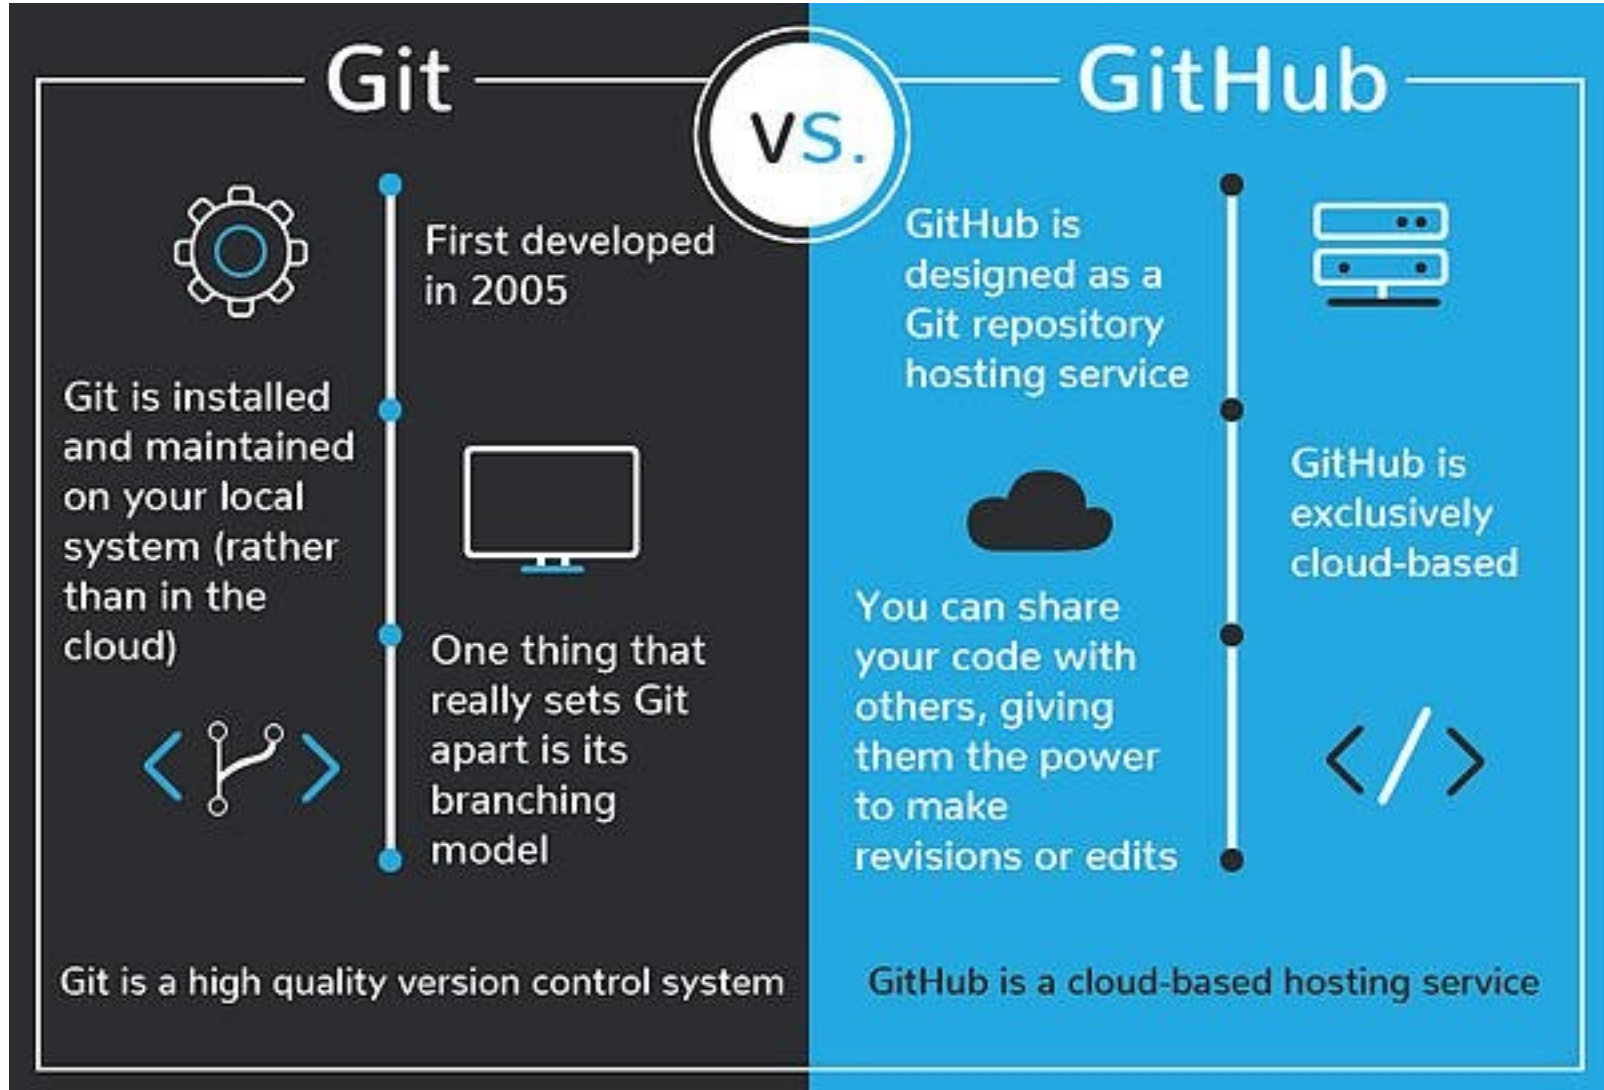 Git
vs.
GitHub
First developed
in 2005
Git is installed
and maintained
on your local
system (rather
than in the
cloud)
One thing that
really sets Git
apart is its
branching
model
Git is a high quality version control system
GitHub is
designed as a
Git repository
hosting service
GitHub is
exclusively
cloud-based
You can share
your code with
others, giving
them the power
to make
revisions or edits
GitHub is a cloud-based hosting service